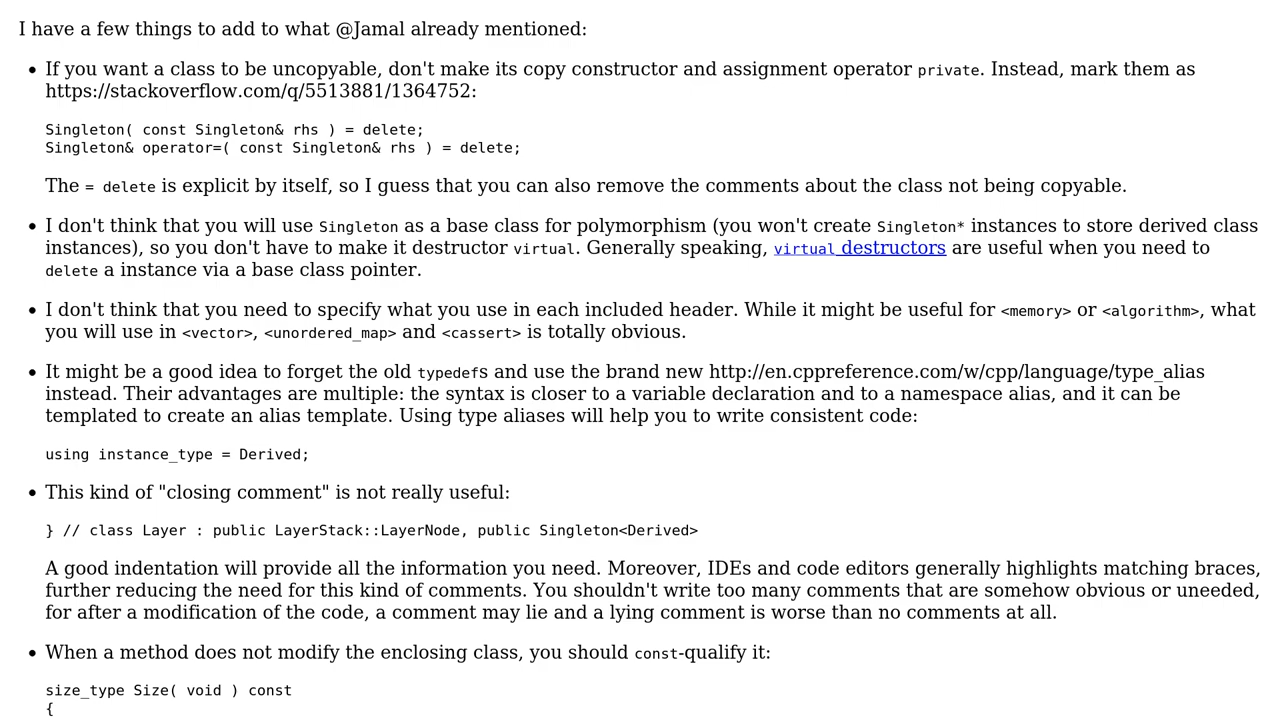 I have a few things to add to what @Jamal already mentioned:
If you want a class to be uncopyable, don't make its copy constructor and assignment operator private. Instead, mark them as
https://stackoverflow.com/q/5513881/1364752:
Singleton( const Singleton& rhs ) = delete;
Singleton& operator=( const Singleton& rhs ) = delete;
The = delete is explicit by itself, so I guess that you can also remove the comments about the class not being copyable.
I don't think that you will use Singleton as a base class for polymorphism (you won't create Singleton* instances to store derived class
instances), so you don't have to make it destructor virtual. Generally speaking, virtual destructors are useful when you need to
delete a instance via a base class pointer.
I don't think that you need to specify what you use in each included header. While it might be useful for <memory> or <algorithm>, what
you will use in <vector>, <unordered_map> and <cassert> is totally obvious.
It might be a good idea to forget the old typedefs and use the brand new http://en.cppreference.com/w/cpp/language/type_alias
instead. Their advantages are multiple: the syntax is closer to a variable declaration and to a namespace alias, and it can be
templated to create an alias template. Using type aliases will help you to write consistent code:
using instance_type = Derived;
This kind of "closing comment" is not really useful:
} // class Layer : public LayerStack::LayerNode, public Singleton<Derived>
A good indentation will provide all the information you need. Moreover, IDEs and code editors generally highlights matching braces,
further reducing the need for this kind of comments. You shouldn't write too many comments that are somehow obvious or uneeded,
for after a modification of the code, a comment may lie and a lying comment is worse than no comments at all.
When a method does not modify the enclosing class, you should const-qualify it:
size_type Size( void ) const
{